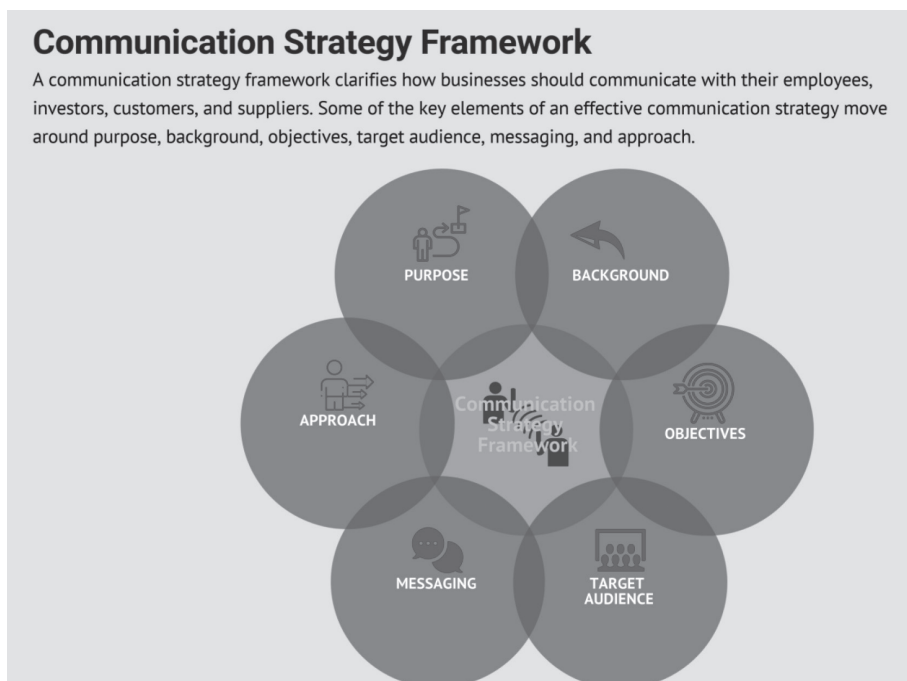 Communication Strategy Framework
A communication strategy framework clarifies how businesses should communicate with their employees,
investors, customers, and suppliers. Some of the key elements of an effective communication strategy move
around purpose, background, objectives, target audience, messaging, and approach.
PURPOSE
BACKGROUND
APPROACH
Communication
Strategy
Framework
OBJECTIVES
MESSAGING
TARGET
AUDIENCE